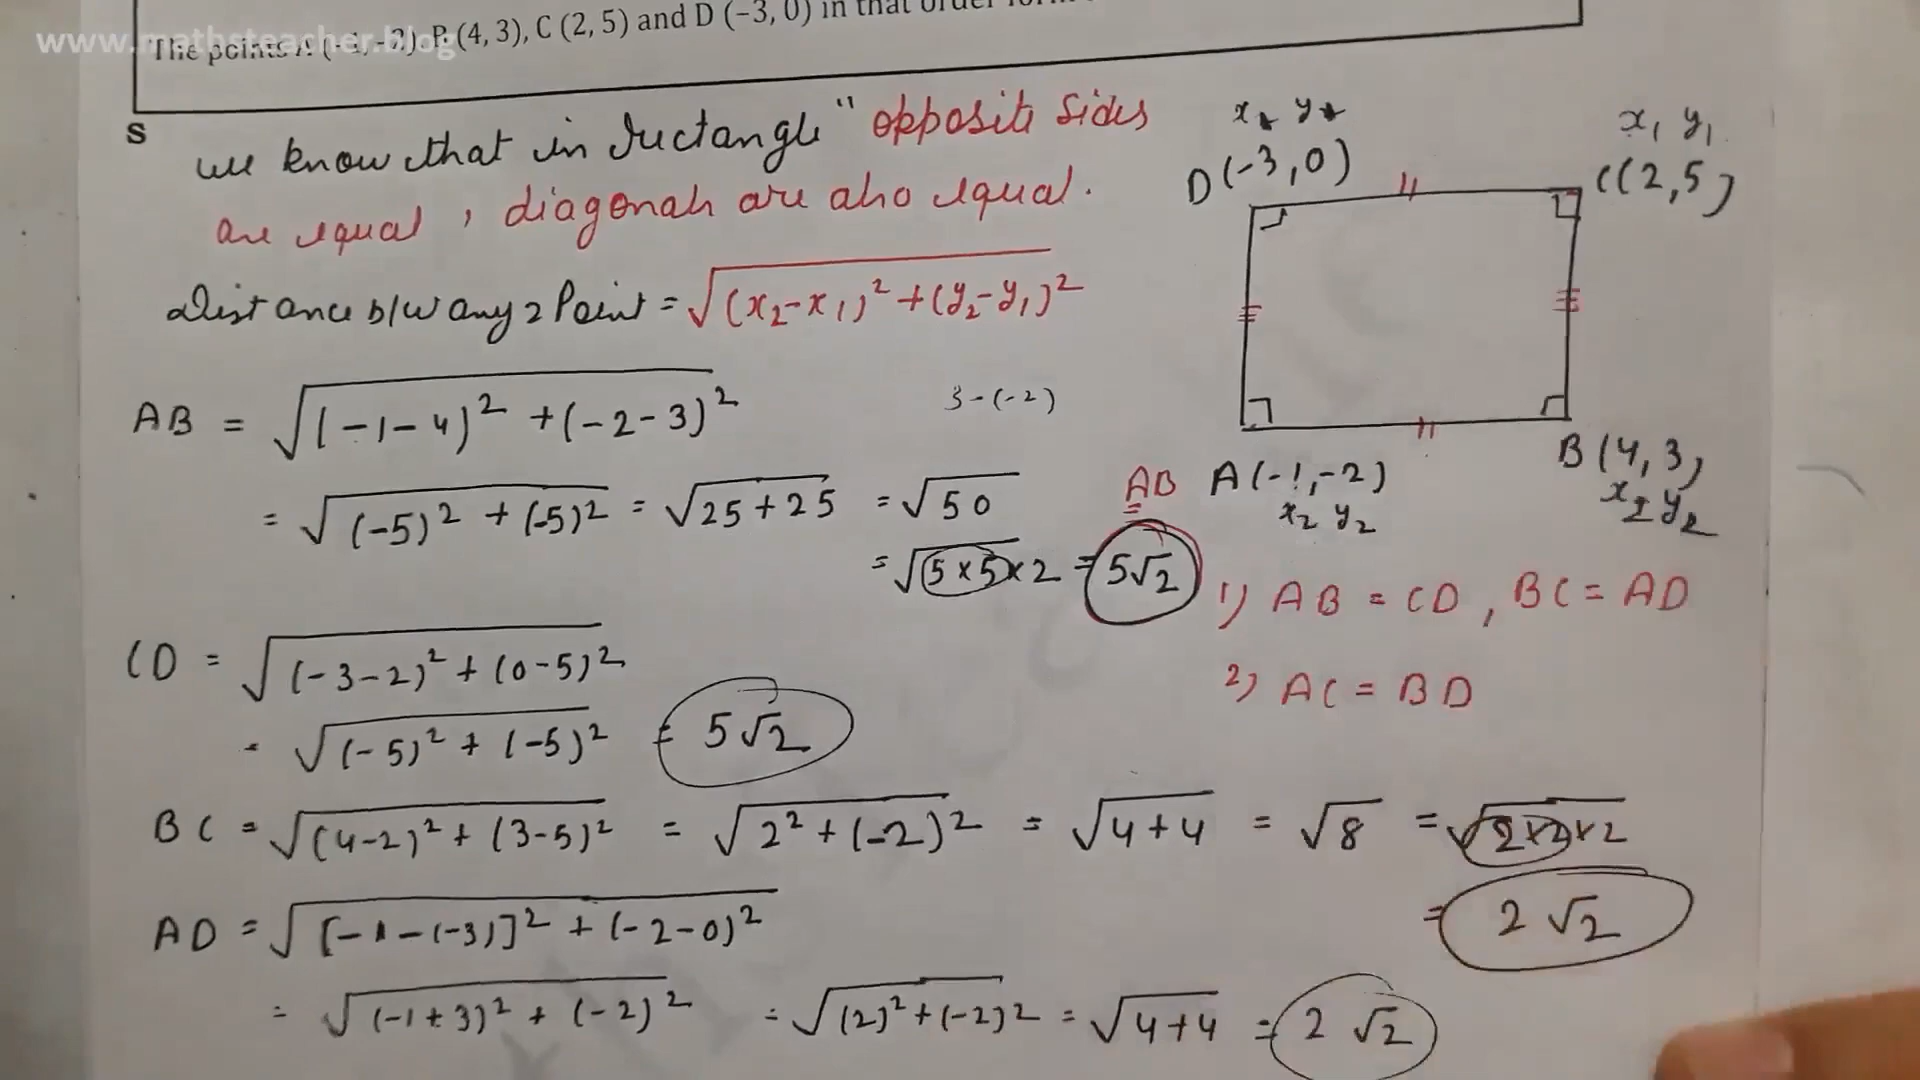 www.mathsteacher.blog
The points A (-1, -2), B (4, 3), C (2, 5) and D (−3, 0) in that order
S
we know that in rectangle "opposite sides
are equal, diagonals are also equal.
Distance b/w any 2 Point = √(x₂-x₁)² + (y₂-y₁)²
x₂ y₂
x₁ y₁
D(-3,0)
C(2,5)
AB = √(-1-4)² + (-2-3)²
3-(-2)
= √(-5)² + (-5)² = √25+25 = √50
= √5×5×2 = 5√2
AB
A(-1,-2)
x₂ y₂
B(4,3)
x₂ y₂
1) AB = CD, BC = AD
2) AC = BD
CD = √(-3-2)² + (0-5)²
= √(-5)² + (-5)² = 5√2
BC = √(4-2)² + (3-5)² = √2² + (-2)² = √4+4 = √8 = √2×2×2
= 2√2
AD = √[-1-(-3)]² + (-2-0)²
= √(-1+3)² + (-2)² = √(2)² + (-2)² = √4+4 = 2√2